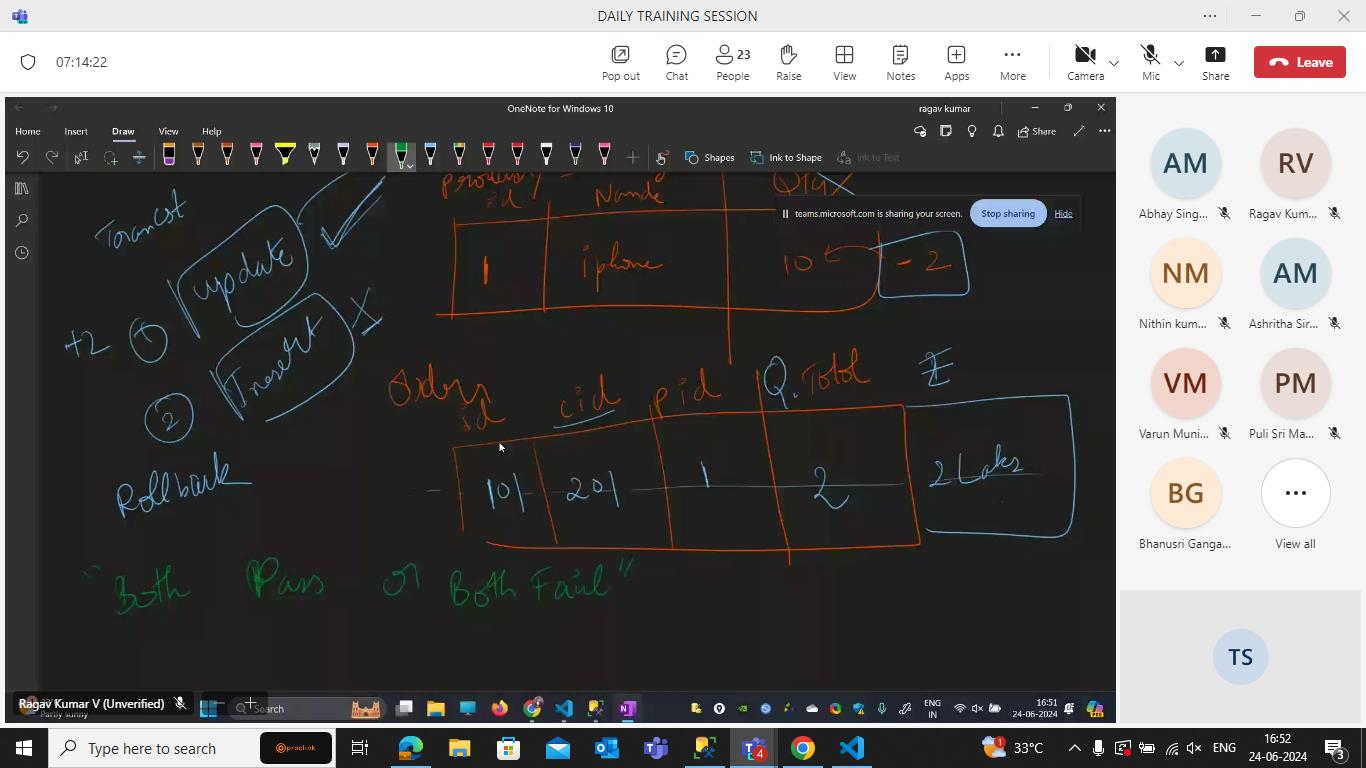 DAILY TRAINING SESSION
07:14:22
23
Pop out Chat People Raise View Notes Apps More Camera Mic Share Leave
OneNote for Windows 10
ragav kumar
Home Insert Draw View Help
Share
Shapes Ink to Shape Ink to Text
teams.microsoft.com is sharing your screen. Stop sharing Hide
id Name
update
1 iphone 10 - 2
+2 1
Insert X
Orders
id cid pid Q. Total
2
101 201 1 2 2 Laks
Rollback
"Both Pass or Both Fail"
Ragav Kumar V (Unverified)
Partly sunny
Search
ENG
IN
16:51
24-06-2024
AM
Abhay Sing...
RV
Ragav Kum...
NM
Nithin kum...
AM
Ashritha Sir...
VM
Varun Muni...
PM
Puli Sri Ma...
BG
Bhanusri Ganga...
View all
TS
Type here to search
proclink
4
1
33°C
ENG
16:52
24-06-2024
3